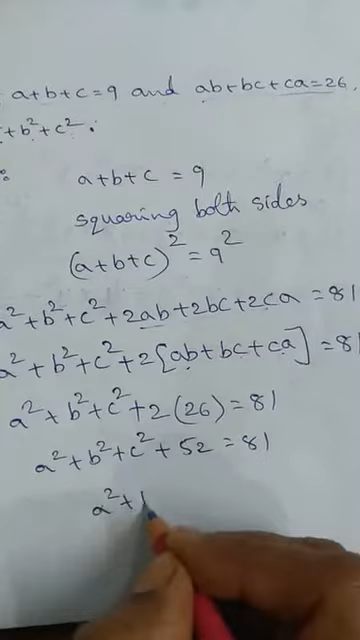 a+b+c=9 and ab+bc+ca=26,
+b²+c².
a+b+c = 9
squaring both sides
(a+b+c)² = 9²
a²+b²+c²+2ab+2bc+2ca = 81
a²+b²+c²+2[ab+bc+ca] = 81
a²+b²+c²+2(26) = 81
a²+b²+c²+52 = 81
a²+